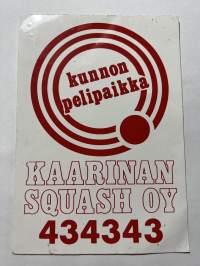 kunnon
pelipaikka
KAARINAN
SQUASH OY
434343